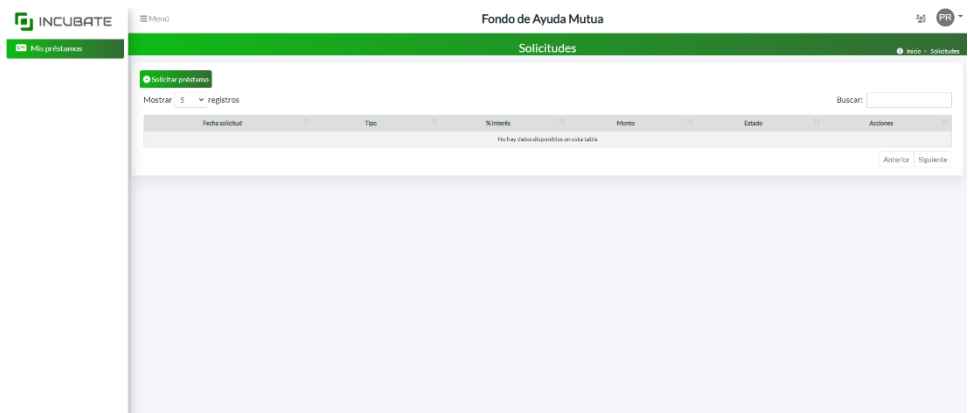 INCUBATE
Menú
Fondo de Ayuda Mutua
PR
Mis préstamos
Solicitudes
Inicio > Solicitudes
Solicitar préstamo
Mostrar 5 registros
Buscar:
Fecha solicitud Tipo % Interés Monto Estado Acciones
No hay datos disponibles en esta tabla
Anterior Siguiente